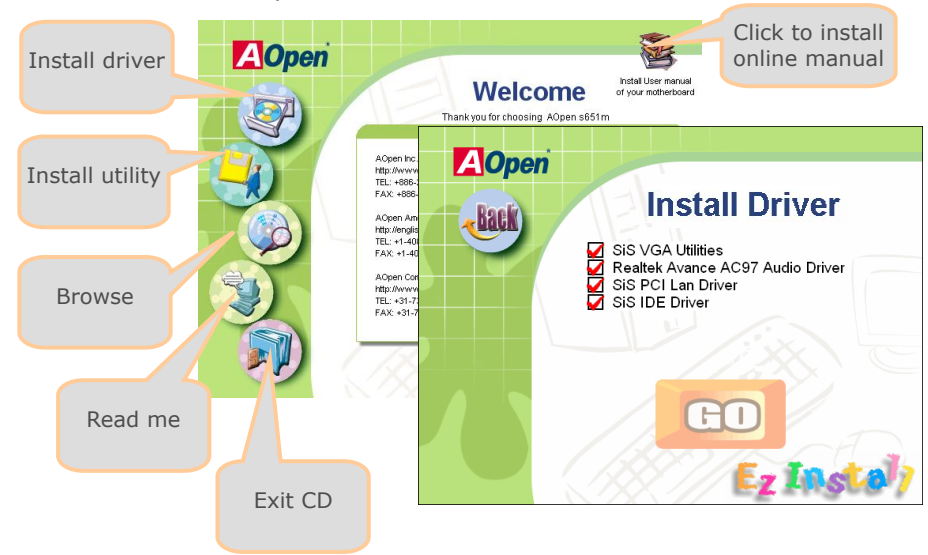 Install driver
Install utility
Browse
Read me
Exit CD
Click to install
online manual
AOpen
Install User manual
of your motherboard
Welcome
Thank you for choosing AOpen s651m
AOpen Inc.
http://www
TEL: +886-
FAX: +886-
AOpen Ame
http://englis
TEL: +1-40
FAX: +1-40
AOpen Com
http://www
TEL: +31-7
FAX: +31-7
AOpen
Back
Install Driver
SiS VGA Utilities
Realtek Avance AC97 Audio Driver
SiS PCI Lan Driver
SiS IDE Driver
GO
Ez Install